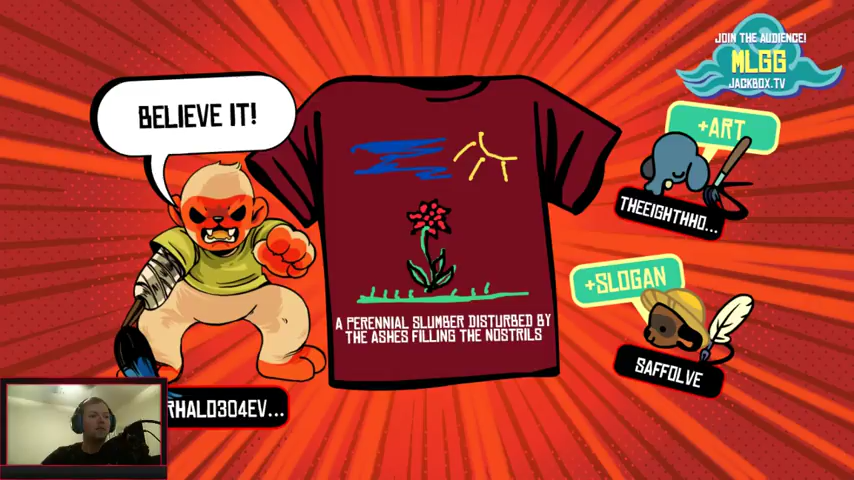 JOIN THE AUDIENCE!
MLGG
JACKBOX.TV
BELIEVE IT!
+ART
THEEIGHTHHO...
+SLOGAN
A PERENNIAL SLUMBER DISTURBED BY
THE ASHES FILLING THE NOSTRILS
SAFFOLVE
RHALO304EV...